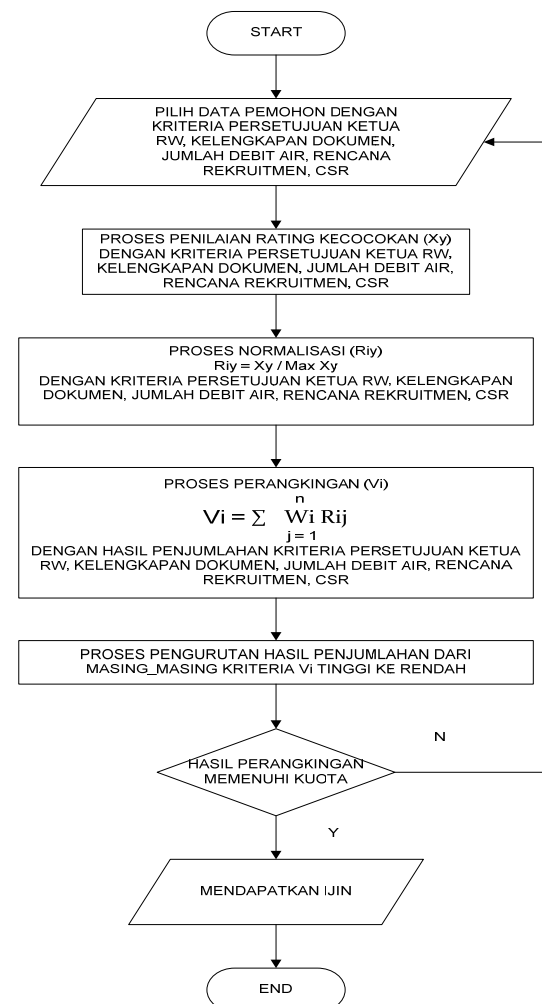 START
PILIH DATA PEMOHON DENGAN
KRITERIA PERSETUJUAN KETUA
RW, KELENGKAPAN DOKUMEN,
JUMLAH DEBIT AIR, RENCANA
REKRUITMEN, CSR
PROSES PENILAIAN RATING KECOCOKAN (Xy)
DENGAN KRITERIA PERSETUJUAN KETUA RW,
KELENGKAPAN DOKUMEN, JUMLAH DEBIT AIR,
RENCANA REKRUITMEN, CSR
PROSES NORMALISASI (Riy)
Riy = Xy / Max Xy
DENGAN KRITERIA PERSETUJUAN KETUA RW, KELENGKAPAN
DOKUMEN, JUMLAH DEBIT AIR, RENCANA REKRUITMEN, CSR
PROSES PERANGKINGAN (Vi)
n
Vi = Σ Wi Rij
j = 1
DENGAN HASIL PENJUMLAHAN KRITERIA PERSETUJUAN KETUA
RW, KELENGKAPAN DOKUMEN, JUMLAH DEBIT AIR, RENCANA
REKRUITMEN, CSR
PROSES PENGURUTAN HASIL PENJUMLAHAN DARI
MASING_MASING KRITERIA Vi TINGGI KE RENDAH
N
HASIL PERANGKINGAN
MEMENUHI KUOTA
Y
MENDAPATKAN IJIN
END